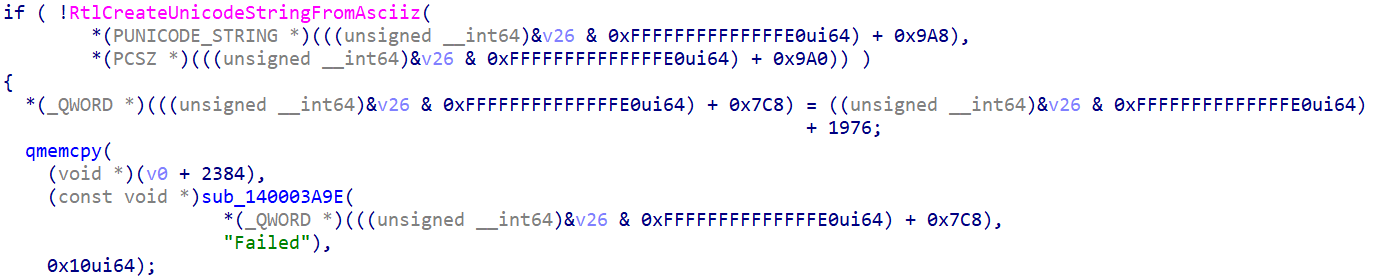 if ( !RtlCreateUnicodeStringFromAsciiz(
*(PUNICODE_STRING *)(((unsigned __int64)&v26 & 0xFFFFFFFFFFFFFFE0ui64) + 0x9A8),
*(PCSZ *)(((unsigned __int64)&v26 & 0xFFFFFFFFFFFFFFE0ui64) + 0x9A0)) )
{
*(_QWORD *)(((unsigned __int64)&v26 & 0xFFFFFFFFFFFFFFE0ui64) + 0x7C8) = ((unsigned __int64)&v26 & 0xFFFFFFFFFFFFFFE0ui64)
+ 1976;
qmemcpy(
(void *)(v0 + 2384),
(const void *)sub_140003A9E(
*(_QWORD *)(((unsigned __int64)&v26 & 0xFFFFFFFFFFFFFFE0ui64) + 0x7C8),
"Failed"),
0x10ui64);